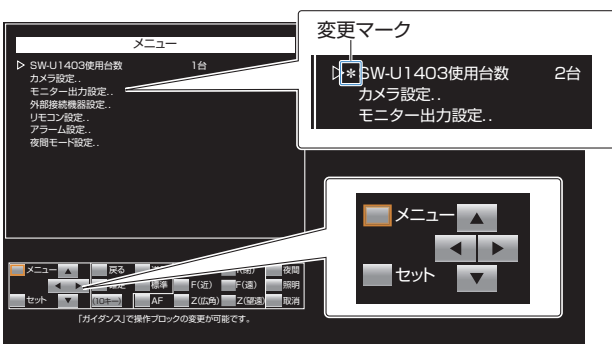 変更マーク
メニュー
SW-U1403使用台数 1台
カメラ設定..
モニター出力設定..
外部接続機器設定..
リモコン設定..
アラーム設定..
夜間モード設定..
＊SW-U1403使用台数 2台
カメラ設定..
モニター出力設定..
メニュー
セット
メニュー 戻る 夜間
標準 F(近) F(遠) 照明
セット (10キー) AF Z(広角) Z(望遠) 取消
「ガイダンス」で操作ブロックの変更が可能です。